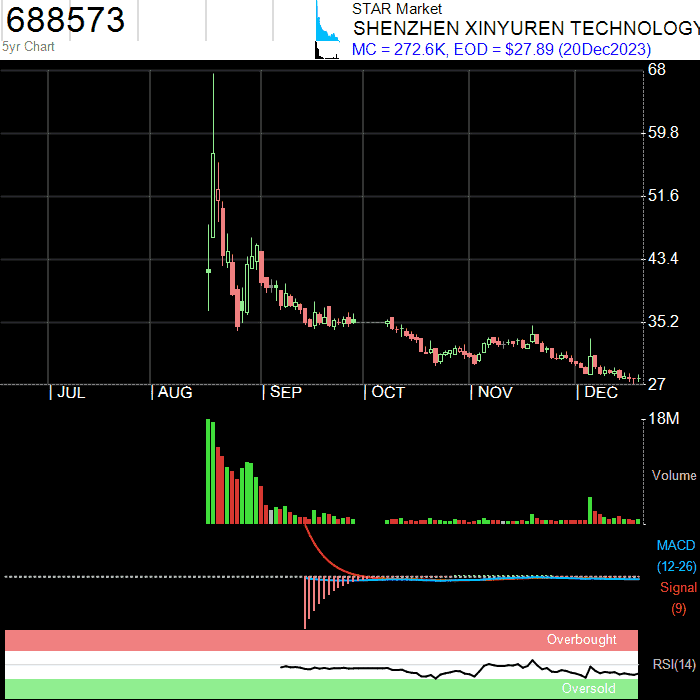 688573
5yr Chart
STAR Market
SHENZHEN XINYUREN TECHNOLOGY
MC = 272.6K, EOD = $27.89 (20Dec2023)
68
59.8
51.6
43.4
35.2
27
| JUL | AUG | SEP | OCT | NOV | DEC
18M
Volume
MACD
(12-26)
Signal
(9)
Overbought
RSI(14)
Oversold